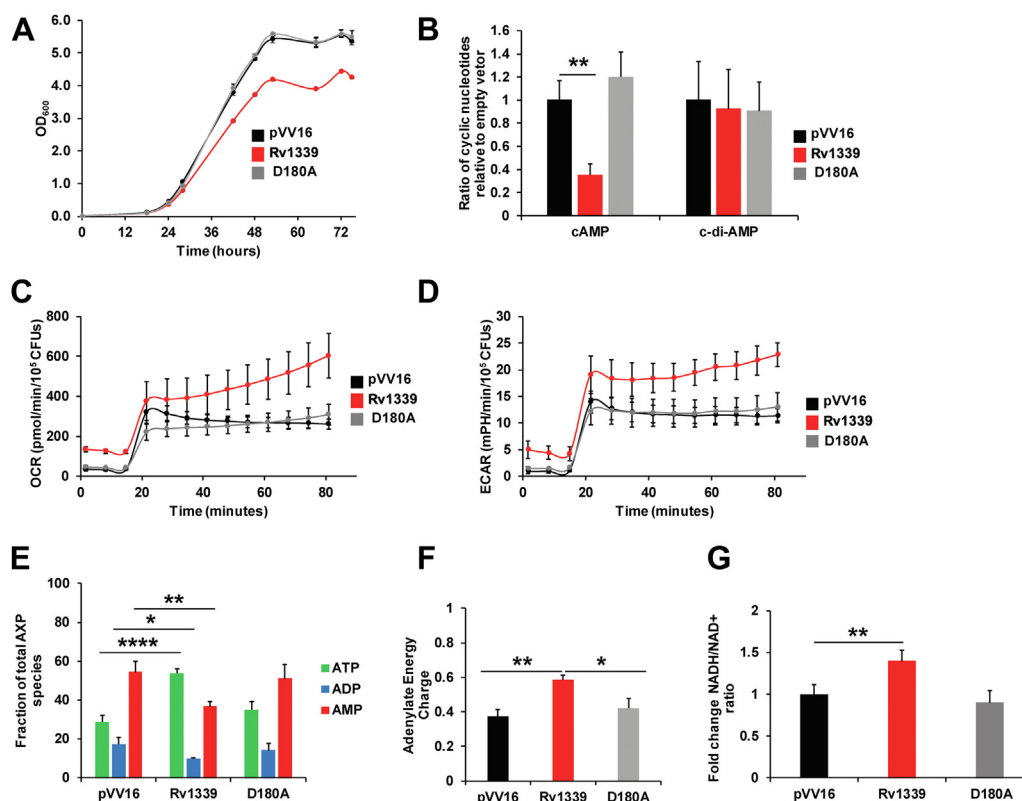 A
6.0
5.0
4.0
3.0
2.0
1.0
0.0
OD600
0 12 24 36 48 60 72
Time (hours)
pVV16
Rv1339
D180A
B
Ratio of cyclic nucleotides
relative to empty vetor
1.6
1.4
1.2
1
0.8
0.6
0.4
0.2
0
**
cAMP c-di-AMP
pVV16
Rv1339
D180A
C
OCR (pmol/min/10⁵ CFUs)
800
600
400
200
0
0 20 40 60 80
Time (minutes)
pVV16
Rv1339
D180A
D
ECAR (mPH/min/10⁵ CFUs)
30
25
20
15
10
5
0
0 20 40 60 80
Time (minutes)
pVV16
Rv1339
D180A
E
Fraction of total AXP
species
100
80
60
40
20
0
**
*
****
pVV16 Rv1339 D180A
ATP
ADP
AMP
F
Adenylate Energy
Charge
1
0.8
0.6
0.4
0.2
0
** *
pVV16 Rv1339 D180A
G
Fold change NADH/NAD+
ratio
2
1.5
1
0.5
0
**
pVV16 Rv1339 D180A